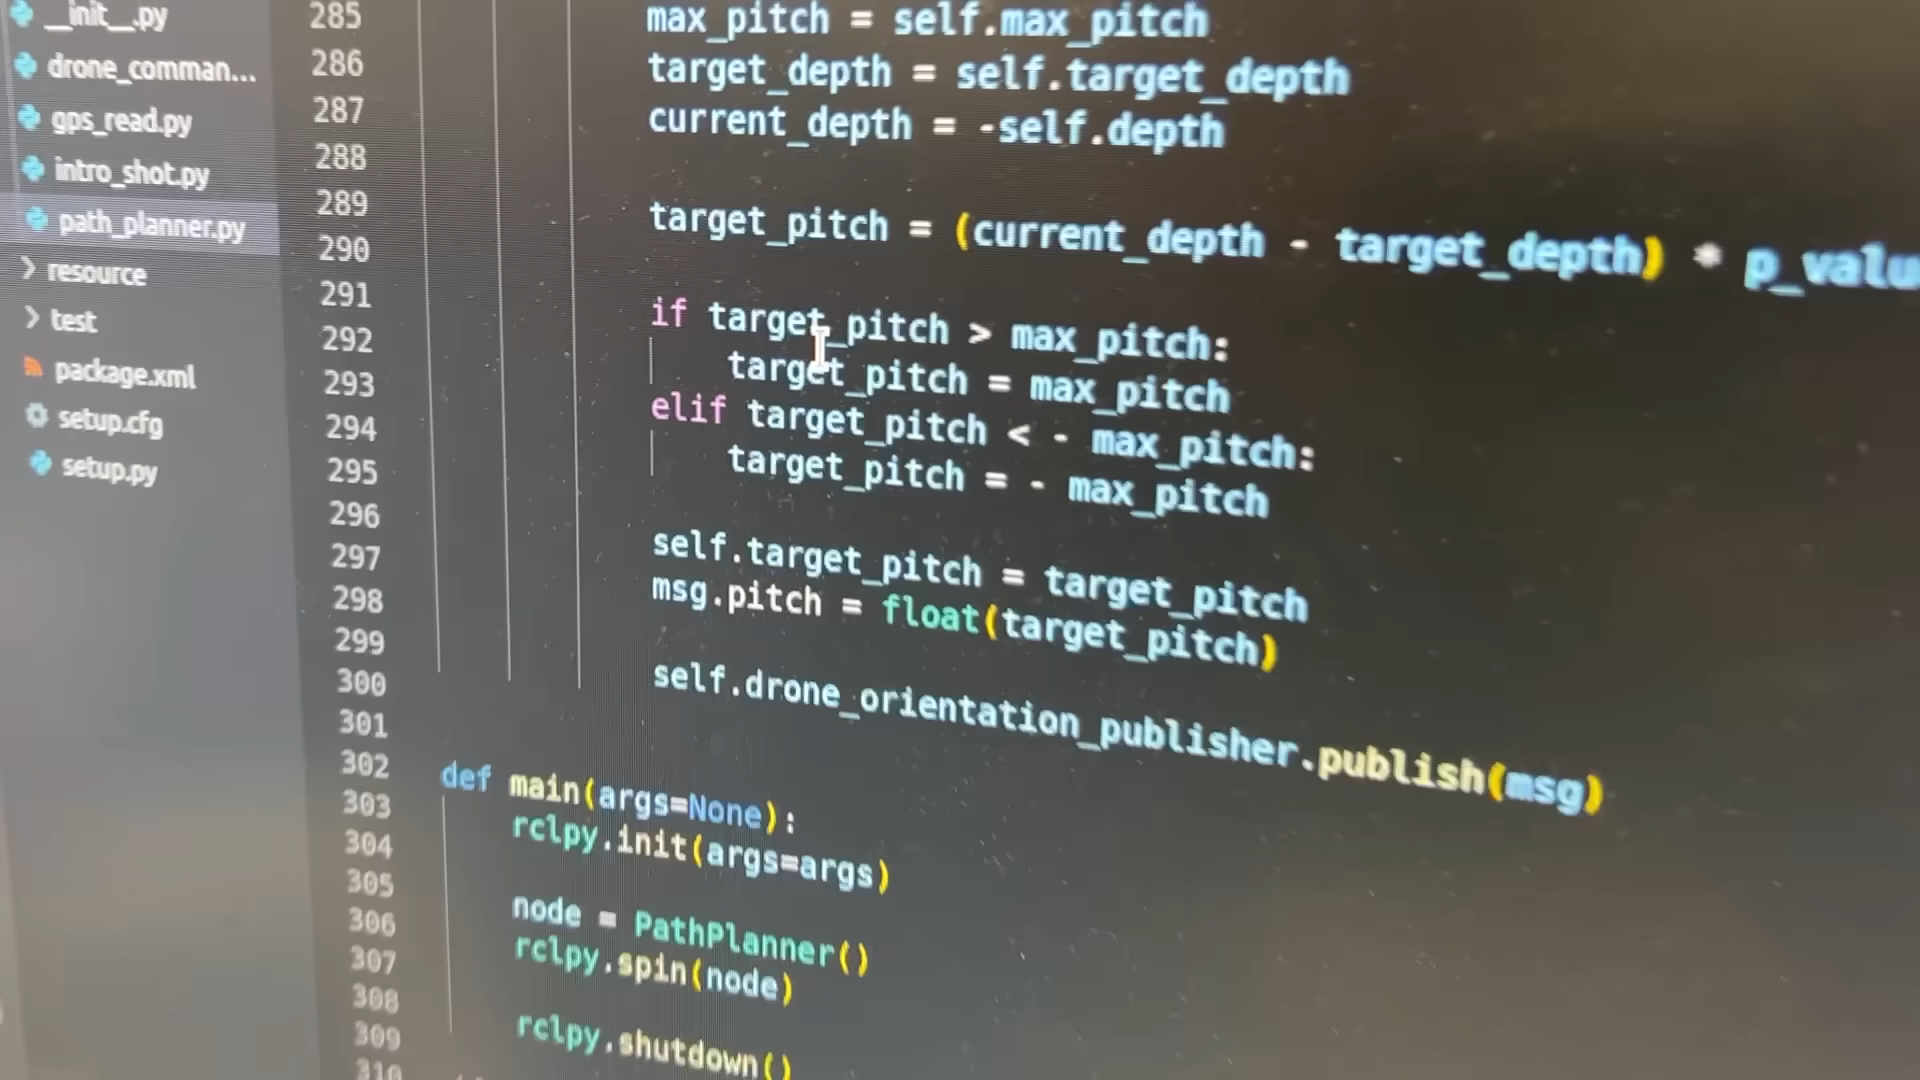 __init__.py
drone_comman...
gps_read.py
intro_shot.py
path_planner.py
resource
test
package.xml
setup.cfg
setup.py
285 max_pitch = self.max_pitch
286 target_depth = self.target_depth
287 current_depth = -self.depth
288
289 target_pitch = (current_depth - target_depth) * p_valu
290
291 if target_pitch > max_pitch:
292 target_pitch = max_pitch
293 elif target_pitch < - max_pitch:
294 target_pitch = - max_pitch
295
296 self.target_pitch = target_pitch
297 msg.pitch = float(target_pitch)
298
299 self.drone_orientation_publisher.publish(msg)
300
301
302 def main(args=None):
303 rclpy.init(args=args)
304
305 node = PathPlanner()
306 rclpy.spin(node)
307
308 rclpy.shutdown()
309
310